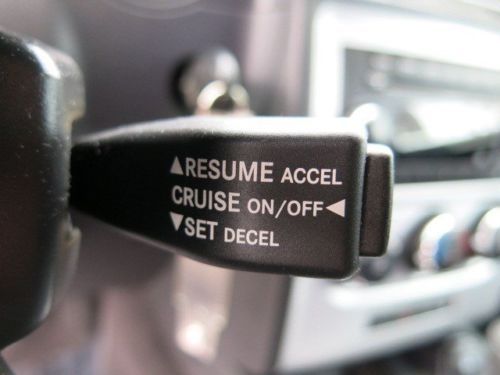 ▲RESUME ACCEL
CRUISE ON/OFF◄
▼SET DECEL